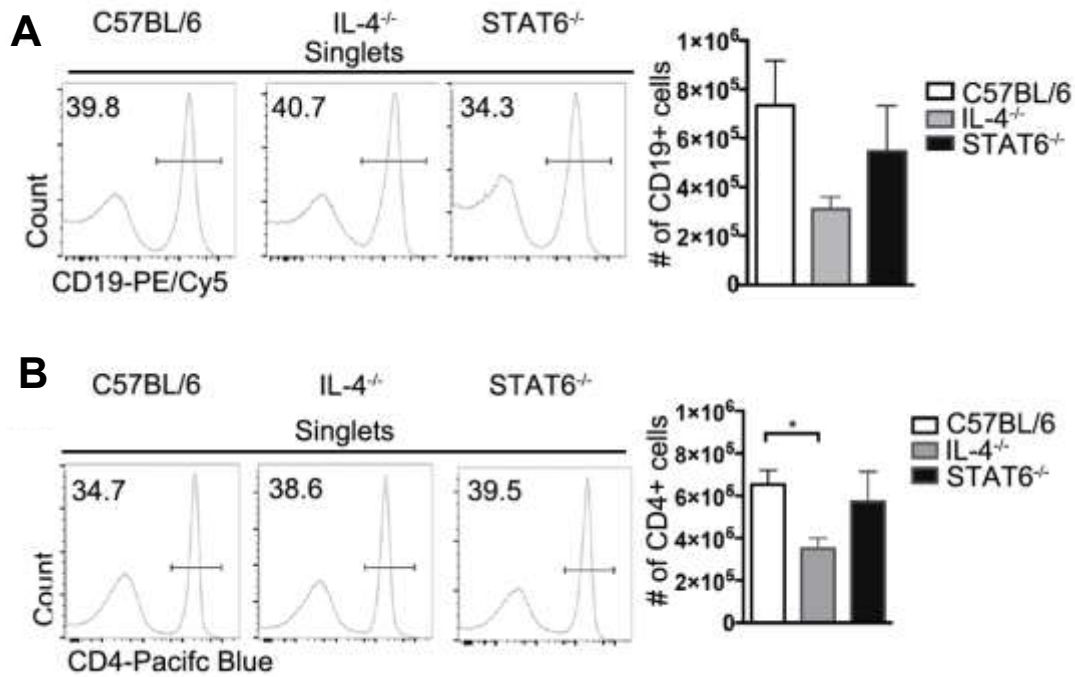 A
C57BL/6 IL-4⁻/⁻ STAT6⁻/⁻
Singlets
39.8 40.7 34.3
Count
CD19-PE/Cy5
# of CD19+ cells
1×10⁶
8×10⁵
6×10⁵
4×10⁵
2×10⁵
0
C57BL/6
IL-4⁻/⁻
STAT6⁻/⁻
B
C57BL/6 IL-4⁻/⁻ STAT6⁻/⁻
Singlets
34.7 38.6 39.5
Count
CD4-Pacifc Blue
# of CD4+ cells
1×10⁶
8×10⁵
6×10⁵
4×10⁵
2×10⁵
0
*
C57BL/6
IL-4⁻/⁻
STAT6⁻/⁻